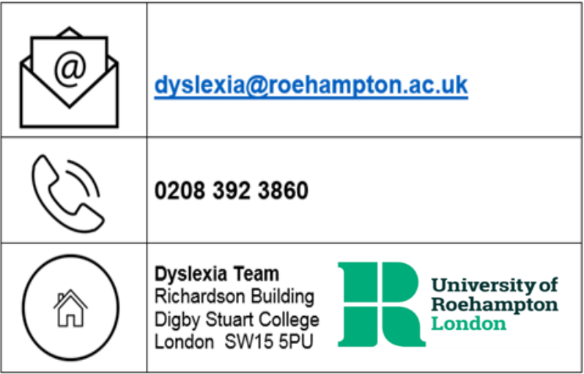 @
dyslexia@roehampton.ac.uk
0208 392 3860
Dyslexia Team
Richardson Building
Digby Stuart College
London SW15 5PU
R
University of
Roehampton
London